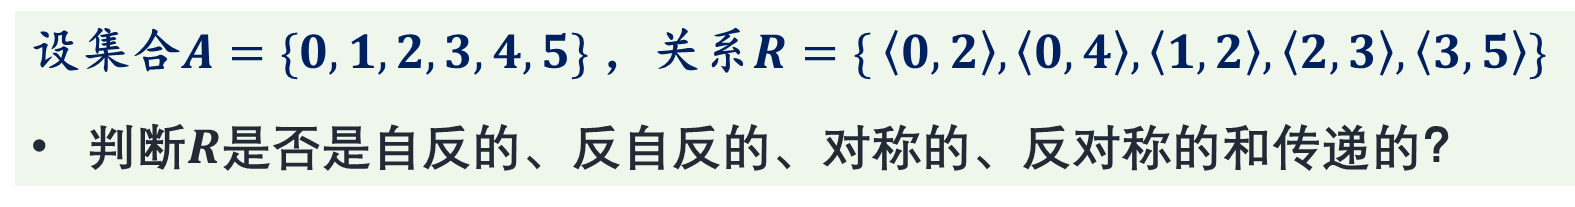 设集合A = {0, 1, 2, 3, 4, 5}，关系R = { ⟨0, 2⟩, ⟨0, 4⟩, ⟨1, 2⟩, ⟨2, 3⟩, ⟨3, 5⟩}
• 判断R是否是自反的、反自反的、对称的、反对称的和传递的?